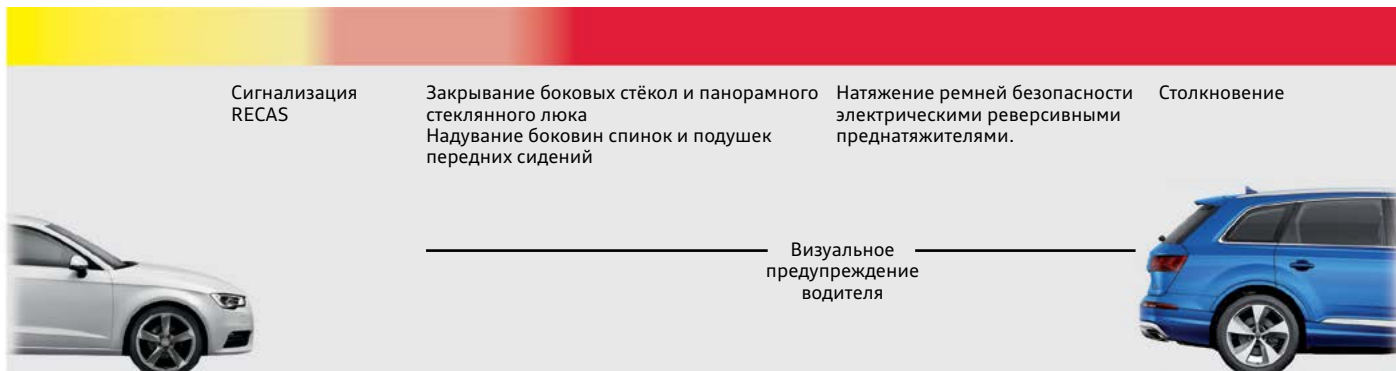 Сигнализация
RECAS
Закрывание боковых стёкол и панорамного
стеклянного люка
Надувание боковин спинок и подушек
передних сидений
Натяжение ремней безопасности
электрическими реверсивными
преднатяжителями.
Столкновение
Визуальное
предупреждение
водителя